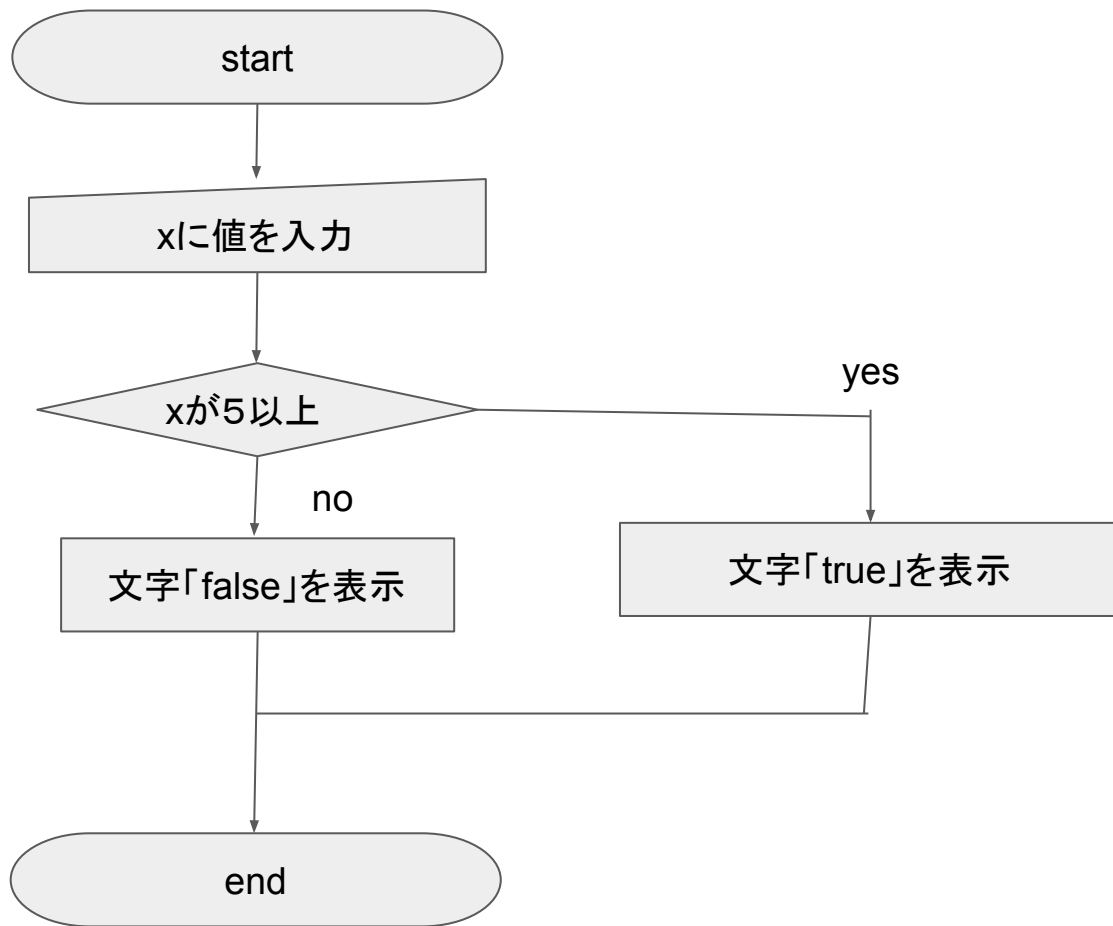 start
xに値を入力
yes
xが５以上
no
文字「false」を表示
文字「true」を表示
end